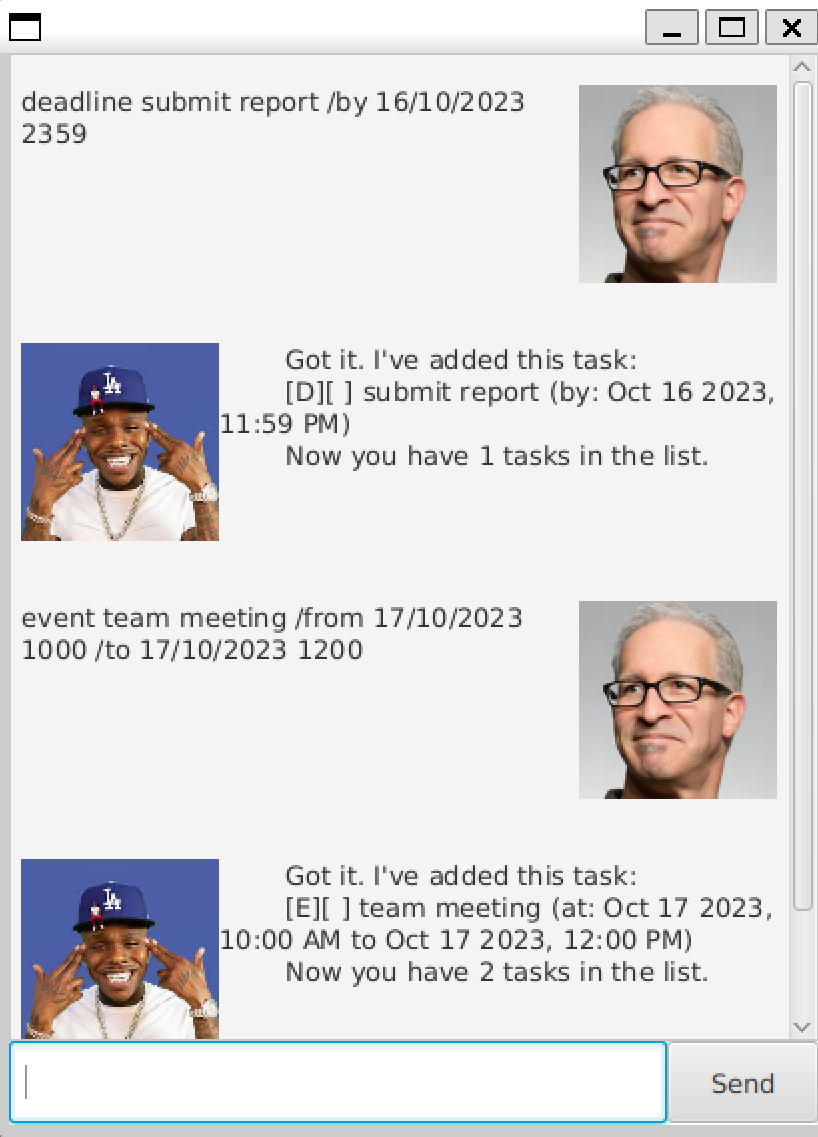 deadline submit report /by 16/10/2023
2359
LA
Got it. I've added this task:
[D][ ] submit report (by: Oct 16 2023,
11:59 PM)
Now you have 1 tasks in the list.
event team meeting /from 17/10/2023
1000 /to 17/10/2023 1200
LA
Got it. I've added this task:
[E][ ] team meeting (at: Oct 17 2023,
10:00 AM to Oct 17 2023, 12:00 PM)
Now you have 2 tasks in the list.
Send